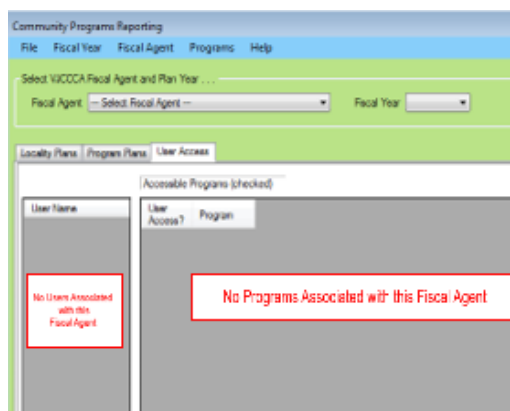 Community Programs Reporting
File Fiscal Year Fiscal Agent Programs Help
Select VJCCCA Fiscal Agent and Plan Year . . .
Fiscal Agent -- Select Fiscal Agent -- Fiscal Year
Locality Plans Program Plans User Access
Accessible Programs (checked)
User Name
User
Access? Program
No Users Associated
with this
Fiscal Agent
No Programs Associated with this Fiscal Agent